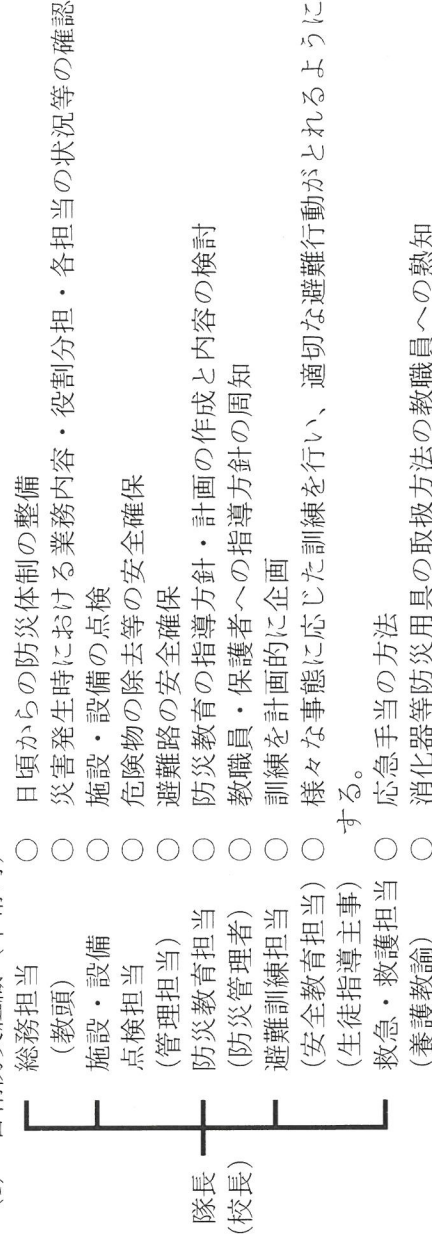 総務担当 ○ 日頃からの防災体制の整備
(教頭) ○ 災害発生時における業務内容・役割分担・各担当の状況等の確認
施設・設備 ○ 施設・設備の点検
点検担当 ○ 危険物の除去等の安全確保
(管理担当) ○ 避難路の安全確保
隊長 防災教育担当 ○ 防災教育の指導方針・計画の作成と内容の検討
(校長) (防災管理者) ○ 教職員・保護者への指導方針の周知
避難訓練担当 ○ 訓練を計画的に企画
(安全教育担当) ○ 様々な事態に応じた訓練を行い、適切な避難行動がとれるように
(生徒指導主事) する。
救急・救護担当 ○ 応急手当の方法
(養護教諭) ○ 消化器等防災用具の取扱方法の教職員への熟知